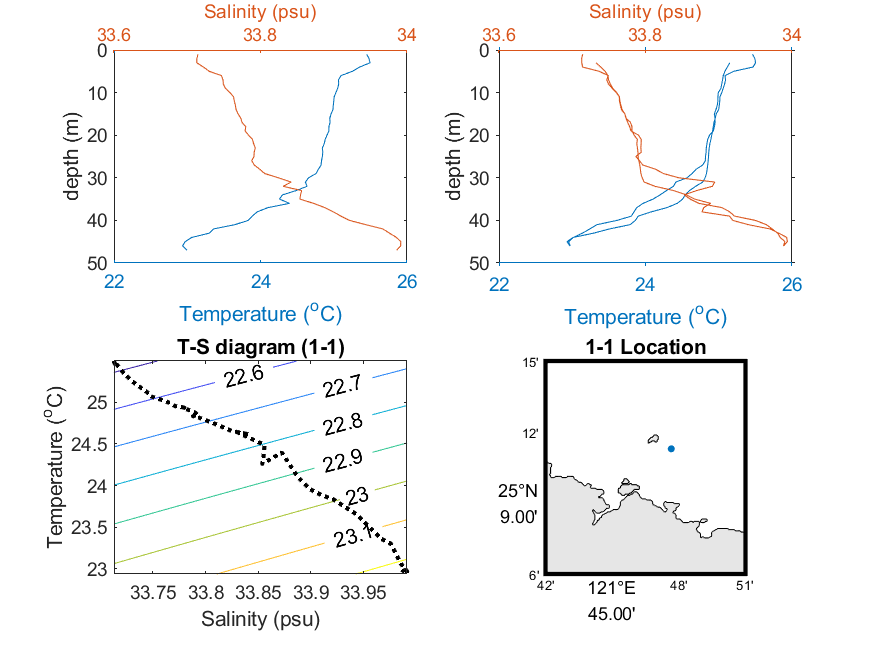 Salinity (psu)
33.6 33.8 34
0
10
20
30
40
50
depth (m)
22 24 26
Temperature (°C)
Salinity (psu)
33.6 33.8 34
0
10
20
30
40
50
depth (m)
22 24 26
Temperature (°C)
T-S diagram (1-1)
25
24.5
24
23.5
23
Temperature (°C)
22.6
22.7
22.8
22.9
23
23.1
33.75 33.8 33.85 33.9 33.95
Salinity (psu)
1-1 Location
15'
12'
25°N
9.00'
6'
42' 121°E 48' 51'
45.00'